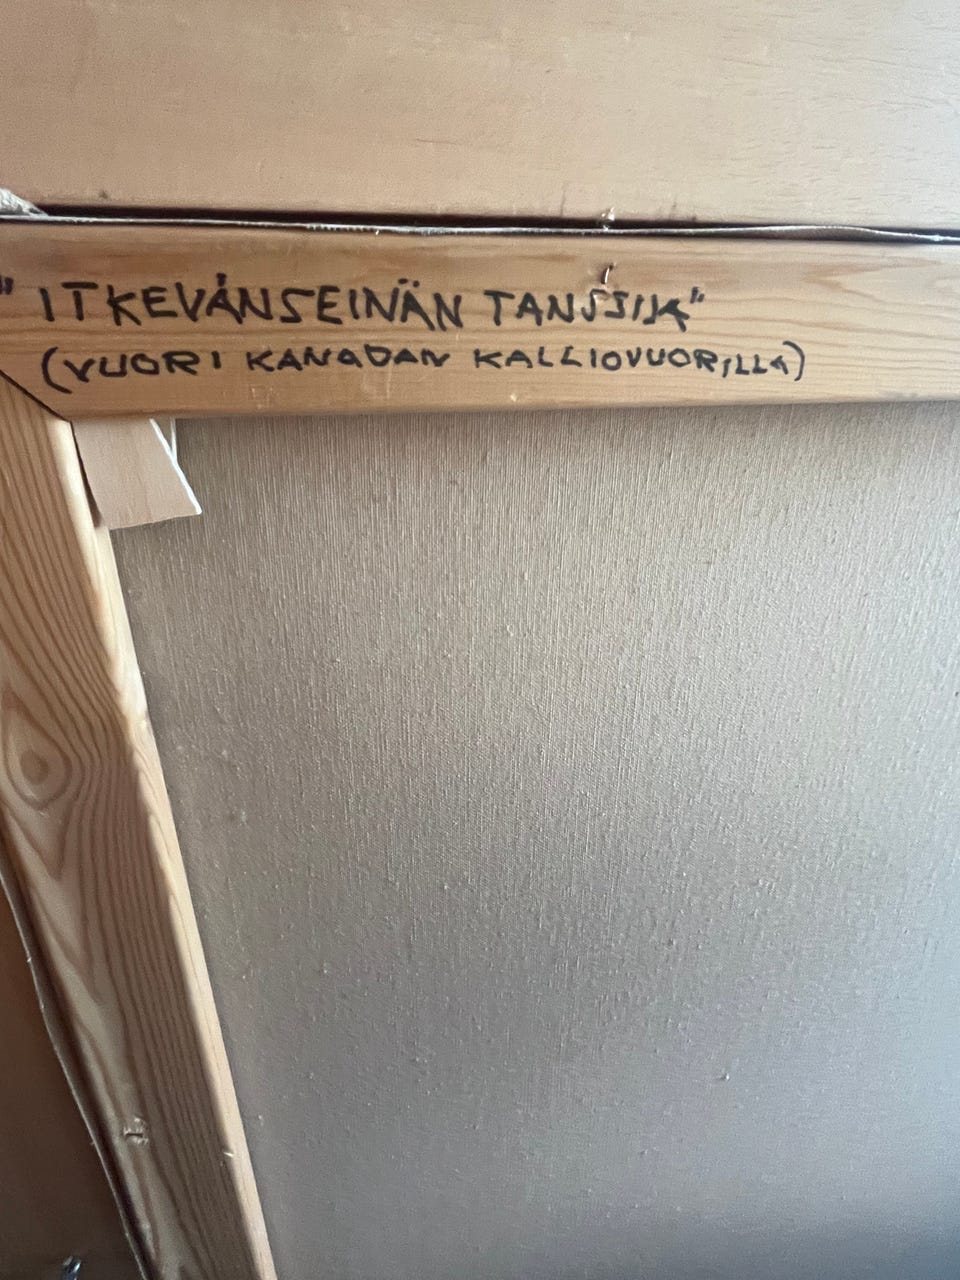 "ITKEVÄNSEINÄN TANSSIJA"
(VUORI KANADAN KALLIOVUORILLA)